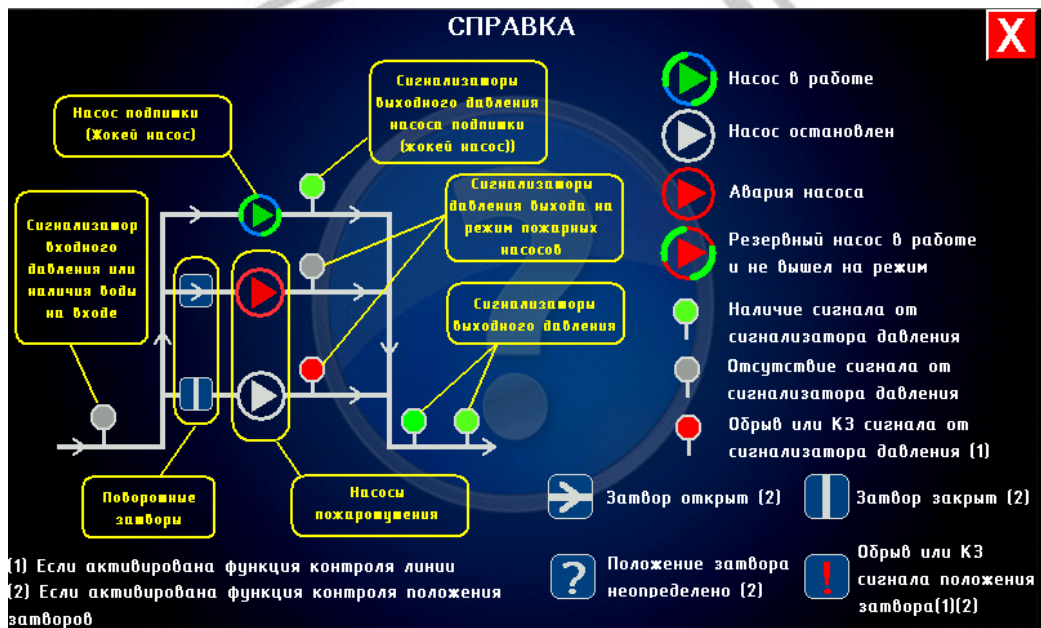 СПРАВКА
X
Насос подпитки
(Жокей насос)
Сигнализаторы
выходного давления
насоса подпитки
(жокей насос))
Сигнализатор
входного
давления или
наличия воды
на входе
Сигнализаторы
давления выхода на
режим пожарных
насосов
Сигнализаторы
выходного давления
Поворотные
затворы
Насосы
пожаротушения
Насос в работе
Насос остановлен
Авария насоса
Резервный насос в работе
и не вышел на режим
Наличие сигнала от
сигнализатора давления
Отсутствие сигнала от
сигнализатора давления
Обрыв или КЗ сигнала от
сигнализатора давления (1)
Затвор открыт (2)
Затвор закрыт (2)
?
Положение затвора
неопределено (2)
!
Обрыв или КЗ
сигнала положения
затвора(1)(2)
(1) Если активирована функция контроля линии
(2) Если активирована функция контроля положения
затворов